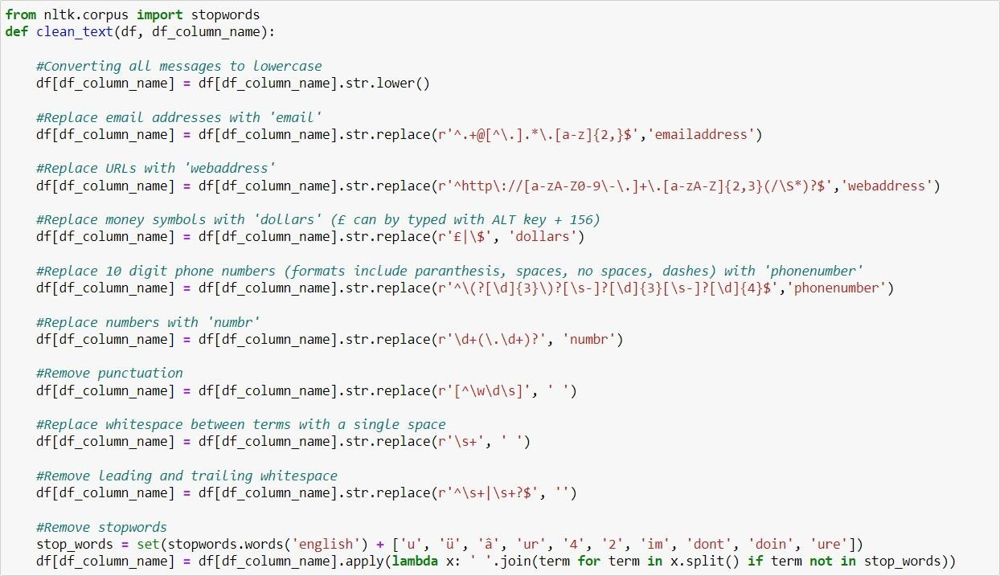 from nltk.corpus import stopwords
def clean_text(df, df_column_name):
#Converting all messages to lowercase
df[df_column_name] = df[df_column_name].str.lower()
#Replace email addresses with 'email'
df[df_column_name] = df[df_column_name].str.replace(r'^.+@[^\.].*\.[a-z]{2,}$','emailaddress')
#Replace URLs with 'webaddress'
df[df_column_name] = df[df_column_name].str.replace(r'^http\://[a-zA-Z0-9\-\.]+\.[a-zA-Z]{2,3}(/\S*)?$','webaddress')
#Replace money symbols with 'dollars' (£ can by typed with ALT key + 156)
df[df_column_name] = df[df_column_name].str.replace(r'£|\$', 'dollars')
#Replace 10 digit phone numbers (formats include paranthesis, spaces, no spaces, dashes) with 'phonenumber'
df[df_column_name] = df[df_column_name].str.replace(r'^\(?[\d]{3}\)?[\s-]?[\d]{3}[\s-]?[\d]{4}$','phonenumber')
#Replace numbers with 'numbr'
df[df_column_name] = df[df_column_name].str.replace(r'\d+(\.\d+)?', 'numbr')
#Remove punctuation
df[df_column_name] = df[df_column_name].str.replace(r'[^\w\d\s]', ' ')
#Replace whitespace between terms with a single space
df[df_column_name] = df[df_column_name].str.replace(r'\s+', ' ')
#Remove leading and trailing whitespace
df[df_column_name] = df[df_column_name].str.replace(r'^\s+|\s+?$', '')
#Remove stopwords
stop_words = set(stopwords.words('english') + ['u', 'ü', 'â', 'ur', '4', '2', 'im', 'dont', 'doin', 'ure'])
df[df_column_name] = df[df_column_name].apply(lambda x: ' '.join(term for term in x.split() if term not in stop_words))